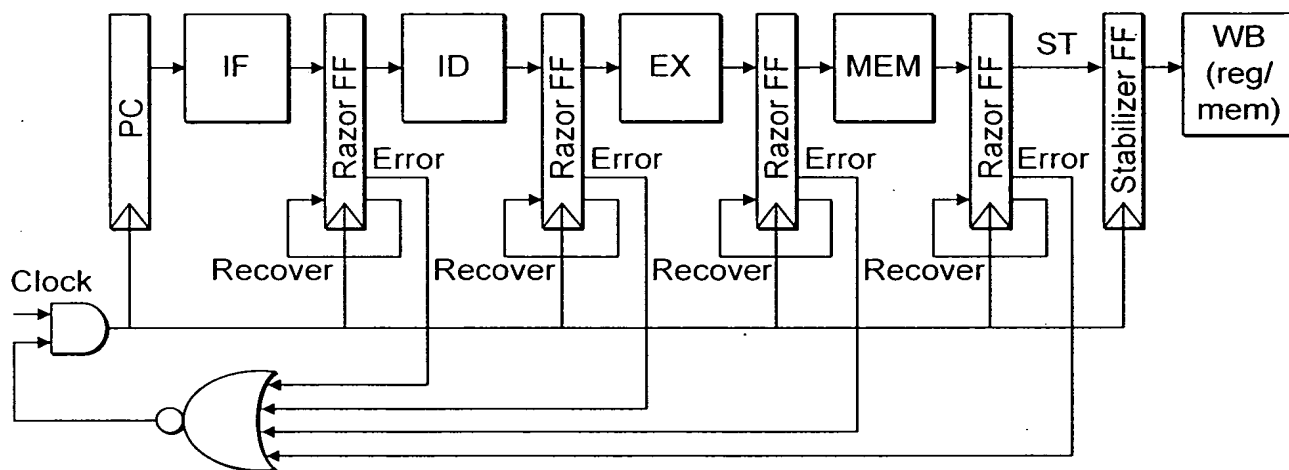 PC
IF
Razor FF
ID
Razor FF
EX
Razor FF
MEM
Razor FF
ST
Stabilizer FF
WB
(reg/
mem)
Error
Error
Error
Error
Recover
Recover
Recover
Recover
Clock